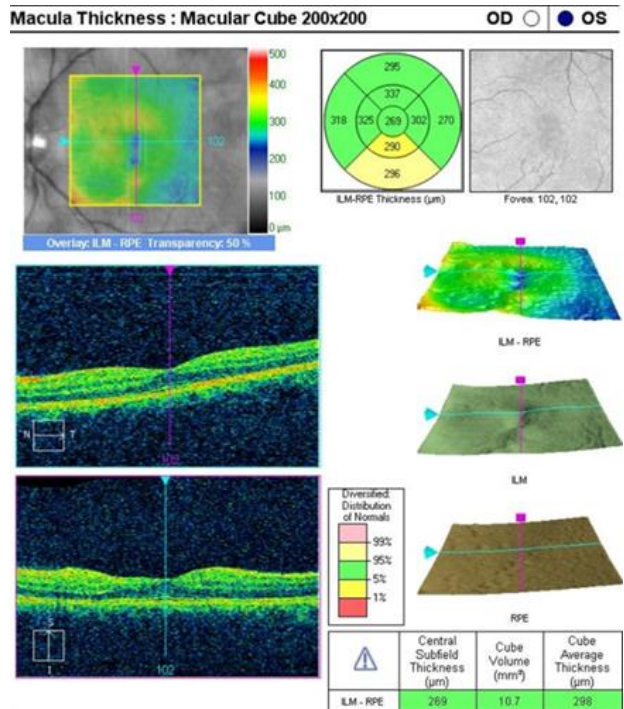 Macula Thickness : Macular Cube 200x200 OD OS
500
400
300
200
100
0 µm
102
Overlay: ILM - RPE Transparency: 50 %
295
337
318 325 269 302 270
290
296
ILM-RPE Thickness (µm)
Fovea: 102, 102
ILM - RPE
N T
ILM
S
I
102
Diversified:
Distribution
of Normals
99%
95%
5%
1%
RPE
Central
Subfield
Thickness
(µm)
Cube
Volume
(mm³)
Cube
Average
Thickness
(µm)
ILM - RPE 269 10.7 298